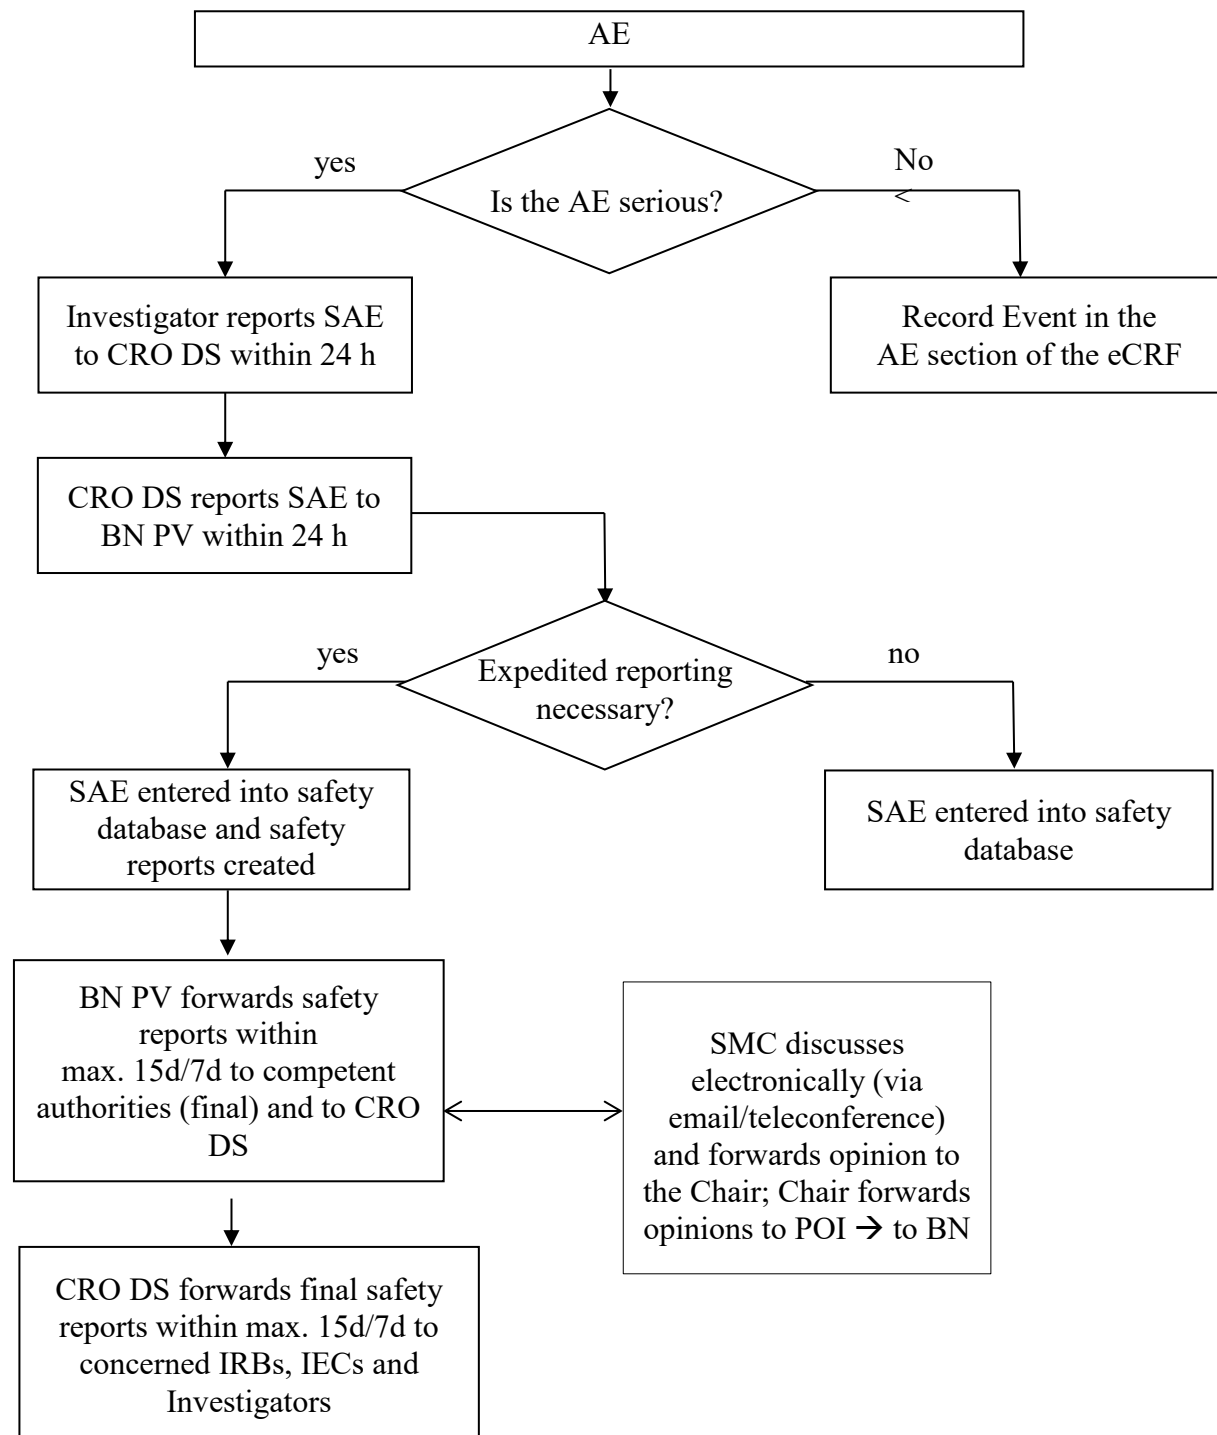 AE
yes
No
<
Is the AE serious?
Investigator reports SAE
to CRO DS within 24 h
Record Event in the
AE section of the eCRF
CRO DS reports SAE to
BN PV within 24 h
yes
no
Expedited reporting
necessary?
SAE entered into safety
database and safety
reports created
SAE entered into safety
database
BN PV forwards safety
reports within
max. 15d/7d to competent
authorities (final) and to CRO
DS
SMC discusses
electronically (via
email/teleconference)
and forwards opinion to
the Chair; Chair forwards
opinions to POI → to BN
CRO DS forwards final safety
reports within max. 15d/7d to
concerned IRBs, IECs and
Investigators